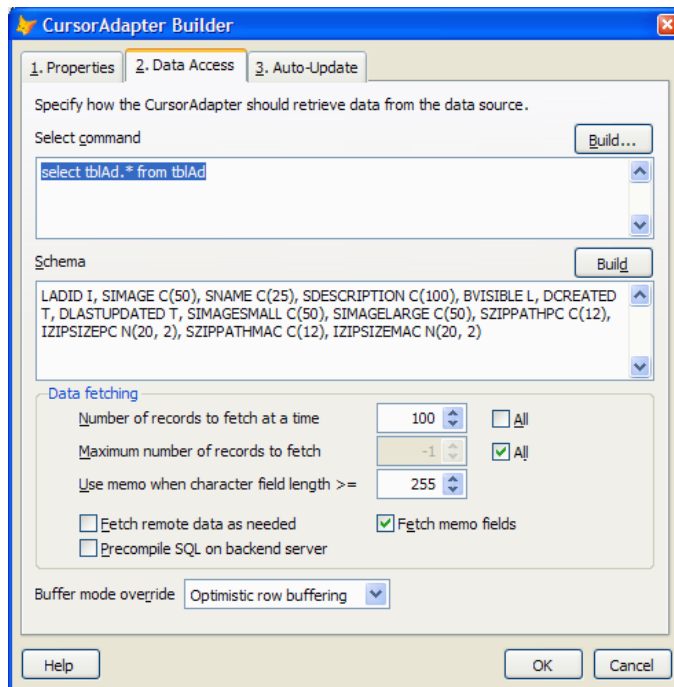 CursorAdapter Builder
1. Properties
2. Data Access
3. Auto-Update
Specify how the CursorAdapter should retrieve data from the data source.
Select command
Build...
select tblAd.* from tblAd
Schema
Build
LADID I, SIMAGE C(50), SNAME C(25), SDESCRIPTION C(100), BVISIBLE L, DCREATED
T, DLASTUPDATED T, SIMAGESMALL C(50), SIMAGELARGE C(50), SZIPPATHPC C(12),
IZIPSIZEPC N(20, 2), SZIPPATHMAC C(12), IZIPSIZEMAC N(20, 2)
Data fetching
Number of records to fetch at a time 100 All
Maximum number of records to fetch -1 All
Use memo when character field length >= 255
Fetch remote data as needed Fetch memo fields
Precompile SQL on backend server
Buffer mode override Optimistic row buffering
Help OK Cancel